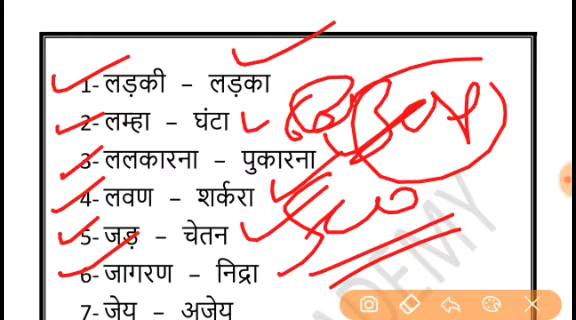 1- लड़की – लड़का
2- लम्हा – घंटा
3- ललकारना – पुकारना
4- लवण – शर्करा
5- जड़ – चेतन
6- जागरण – निद्रा
7- जेय – अजेय